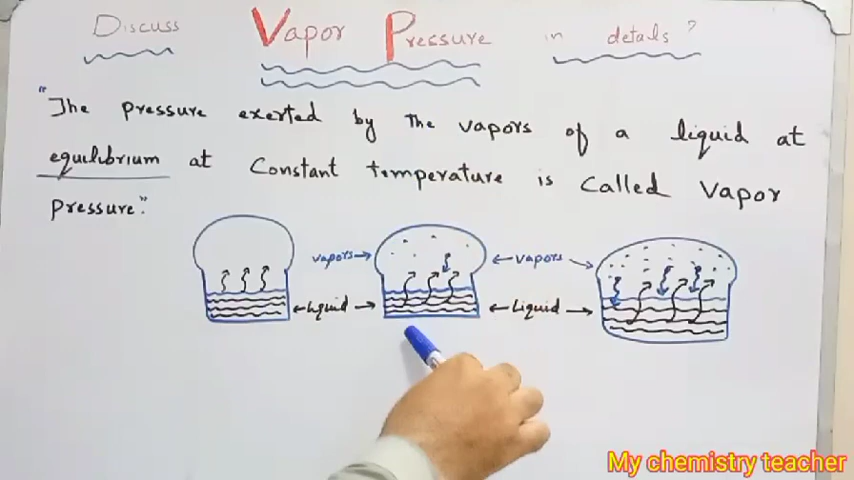 Discuss Vapor Pressure in details?
"The pressure exerted by the vapors of a liquid at
equilibrium at Constant temperature is Called Vapor
pressure."
vapors vapors
liquid Liquid
My chemistry teacher